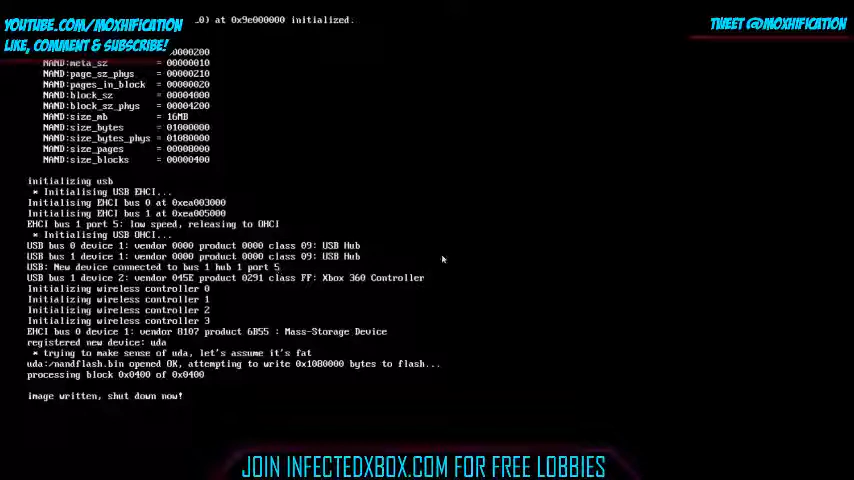 YOUTUBE.COM/MOXHIFICATION
LIKE, COMMENT & SUBSCRIBE!
TWEET @MOXHIFICATION
_0) at 0x9e000000 initialized.
0000200
NAND:meta_sz = 00000010
NAND:page_sz_phys = 00000210
NAND:pages_in_block = 00000020
NAND:block_sz = 00004000
NAND:block_sz_phys = 00004200
NAND:size_mb = 16MB
NAND:size_bytes = 01000000
NAND:size_bytes_phys = 01080000
NAND:size_pages = 00008000
NAND:size_blocks = 00000400
initializing usb
* Initialising USB EHCI...
Initialising EHCI bus 0 at 0xea003000
Initialising EHCI bus 1 at 0xea005000
EHCI bus 1 port 5: low speed, releasing to OHCI
* Initialising USB OHCI...
USB bus 0 device 1: vendor 0000 product 0000 class 09: USB Hub
USB bus 1 device 1: vendor 0000 product 0000 class 09: USB Hub
USB: New device connected to bus 1 hub 1 port 5
USB bus 1 device 2: vendor 045E product 0291 class FF: Xbox 360 Controller
Initializing wireless controller 0
Initializing wireless controller 1
Initializing wireless controller 2
Initializing wireless controller 3
EHCI bus 0 device 1: vendor 8107 product 6B55 : Mass-Storage Device
registered new device: uda
* trying to make sense of uda, let's assume it's fat
uda:/nandflash.bin opened OK, attempting to write 0x1080000 bytes to flash...
processing block 0x0400 of 0x0400
image written, shut down now!
JOIN INFECTEDXBOX.COM FOR FREE LOBBIES